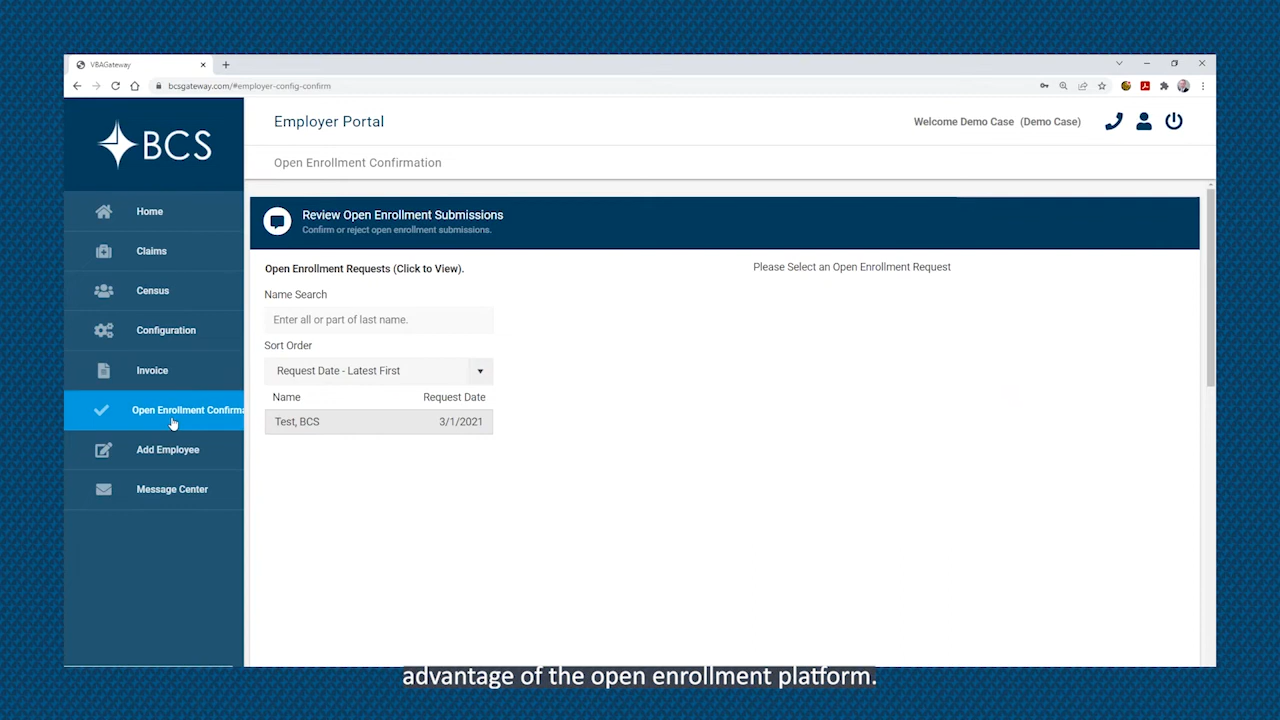 VBAGateway
bcsgateway.com/#employer-config-confirm
BCS
Employer Portal
Welcome Demo Case (Demo Case)
Open Enrollment Confirmation
Home
Claims
Census
Configuration
Invoice
Open Enrollment Confirma
Add Employee
Message Center
Review Open Enrollment Submissions
Confirm or reject open enrollment submissions.
Open Enrollment Requests (Click to View).
Please Select an Open Enrollment Request
Name Search
Enter all or part of last name.
Sort Order
Request Date - Latest First
Name Request Date
Test, BCS 3/1/2021
advantage of the open enrollment platform.